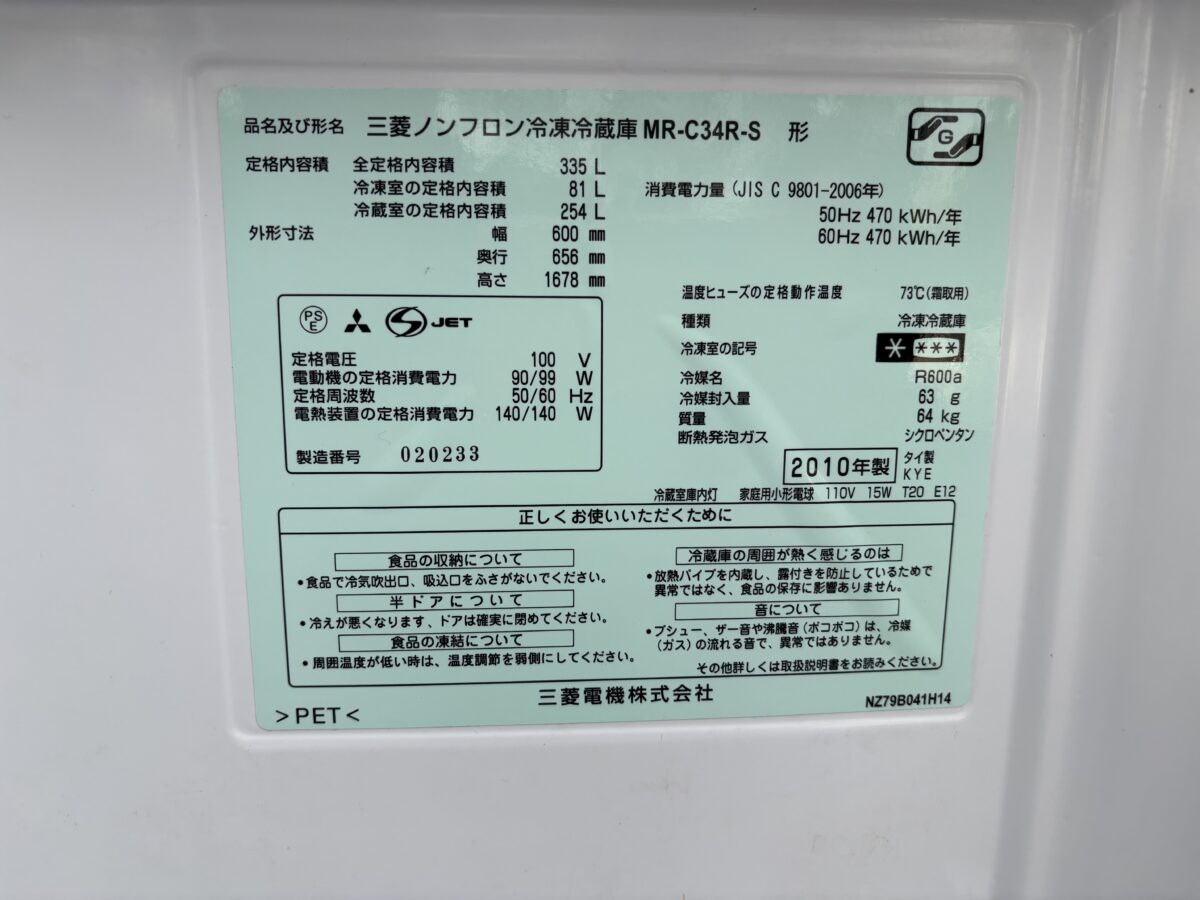 品名及び形名 三菱ノンフロン冷凍冷蔵庫 MR-C34R-S 形
G
定格内容積 全定格内容積 335 L
冷凍室の定格内容積 81 L
冷蔵室の定格内容積 254 L
外形寸法 幅 600 mm
奥行 656 mm
高さ 1678 mm
消費電力量 (JIS C 9801-2006年)
50Hz 470 kWh/年
60Hz 470 kWh/年
PS
E
JET
定格電圧 100 V
電動機の定格消費電力 90/99 W
定格周波数 50/60 Hz
電熱装置の定格消費電力 140/140 W
製造番号 020233
温度ヒューズの定格動作温度 73℃(霜取用)
種類 冷凍冷蔵庫
冷凍室の記号 * ***
冷媒名 R600a
冷媒封入量 63 g
質量 64 kg
断熱発泡ガス シクロペンタン
2010年製 タイ製
KYE
冷蔵室庫内灯 家庭用小形電球 110V 15W T20 E12
正しくお使いいただくために
食品の収納について
•食品で冷気吹出口、吸込口をふさがないでください。
半ドアについて
•冷えが悪くなります、ドアは確実に閉めてください。
食品の凍結について
•周囲温度が低い時は、温度調節を弱側にしてください。
冷蔵庫の周囲が熱く感じるのは
•放熱パイプを内蔵し、露付きを防止しているためで
異常ではなく、食品の保存に影響ありません。
音について
•ブシュー、ザー音や沸騰音(ボコボコ)は、冷媒
(ガス)の流れる音で、異常ではありません。
その他詳しくは取扱説明書をお読みください。
三菱電機株式会社
>PET<
NZ79B041H14